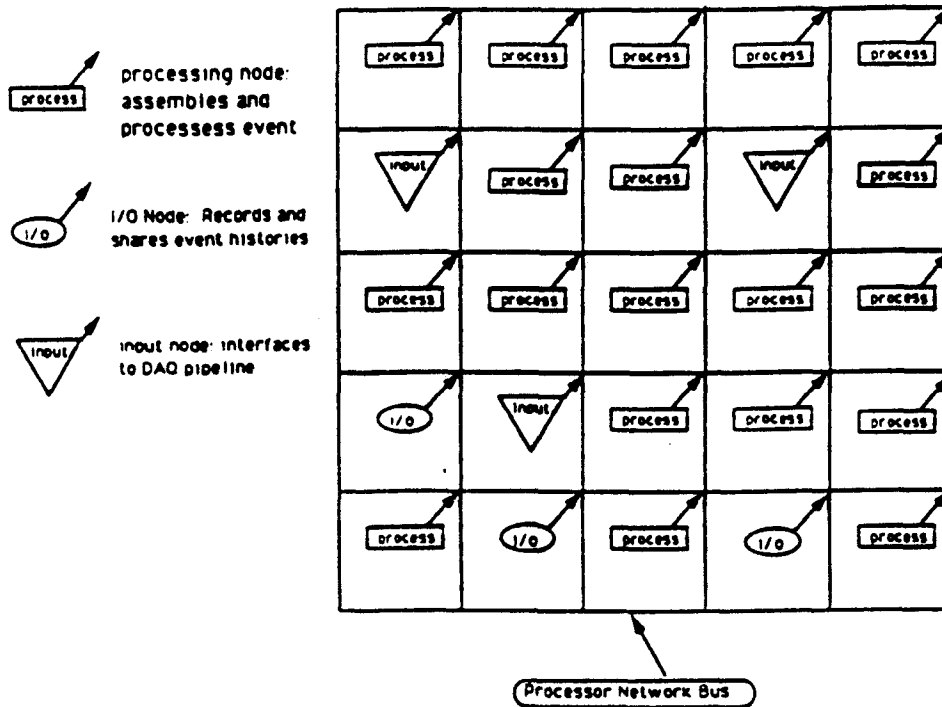 process process process process process
processing node:
process
assembles and
processess event
input process process input process
I/O
I/O Node: Records and
shares event histories
process process process process process
input
input node: interfaces
to DAQ pipeline
I/O input process process process
process I/O process I/O process
Processor Network Bus